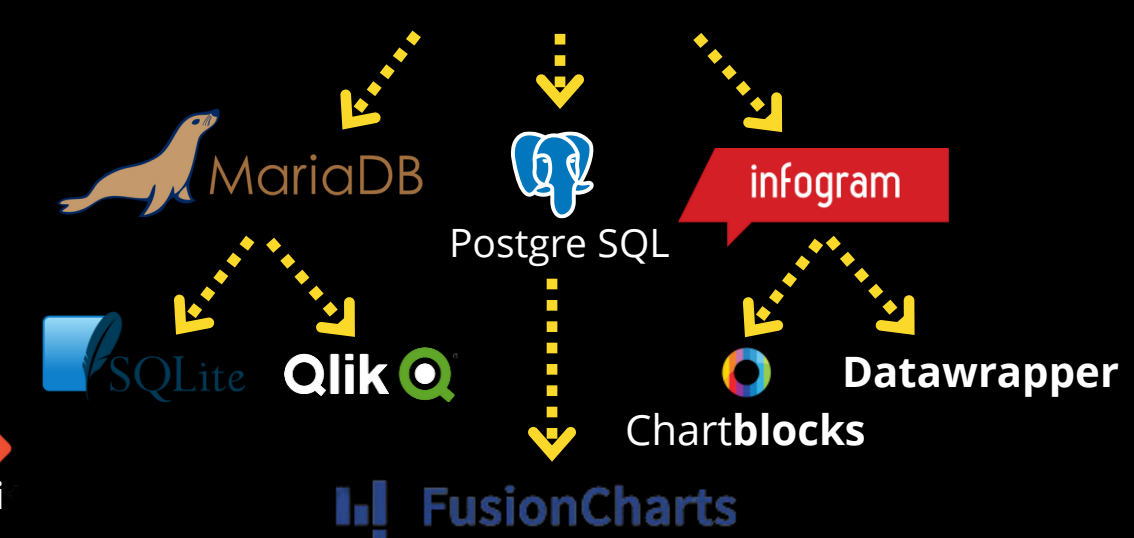 MariaDB
infogram
Postgre SQL
SQLite
Qlik
Datawrapper
Chartblocks
i
FusionCharts